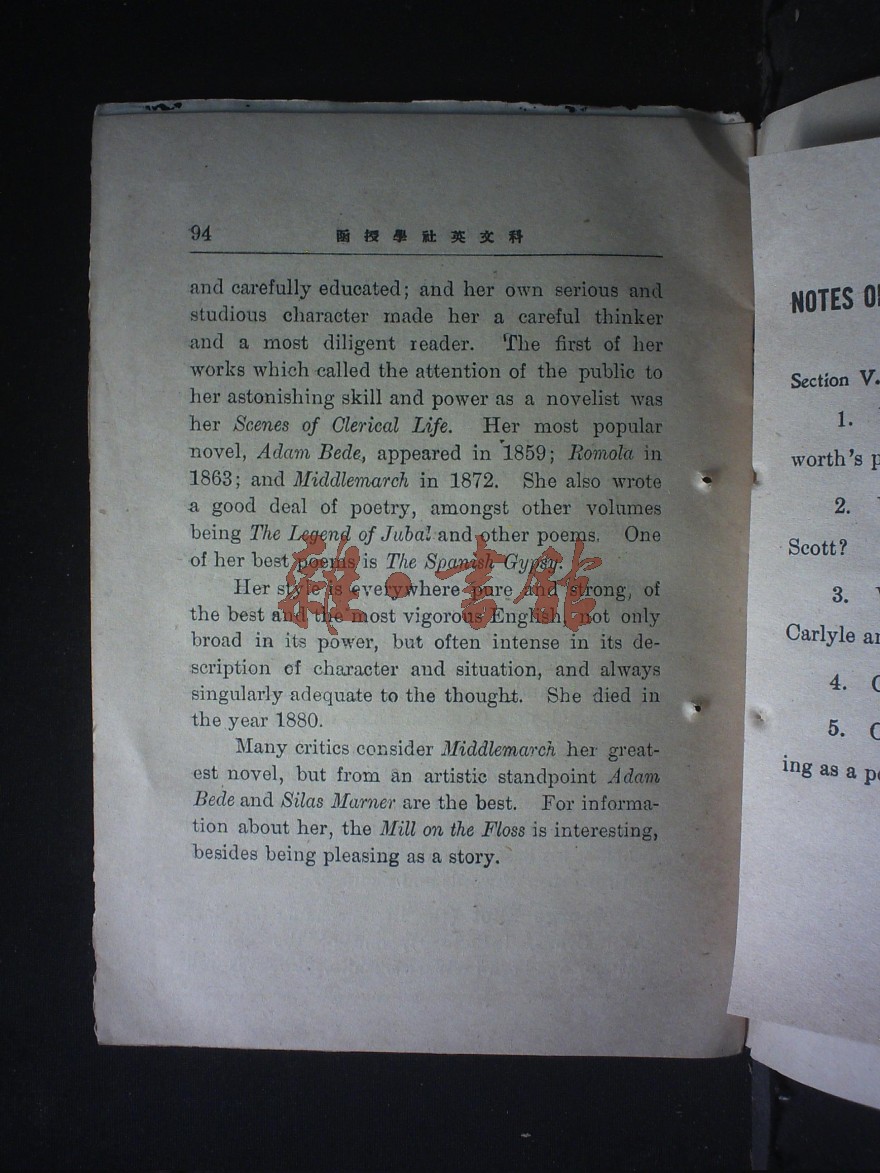 94
函授學社英文科
and carefully educated; and her own serious and
studious character made her a careful thinker
and a most diligent reader. The first of her
works which called the attention of the public to
her astonishing skill and power as a novelist was
her Scenes of Clerical Life. Her most popular
novel, Adam Bede, appeared in 1859; Romola in
1863; and Middlemarch in 1872. She also wrote
a good deal of poetry, amongst other volumes
being The Legend of Jubal and other poems. One
of her best poems is The Spanish Gypsy.
Her style is everywhere pure and strong, of
the best and the most vigorous English, not only
broad in its power, but often intense in its de-
scription of character and situation, and always
singularly adequate to the thought. She died in
the year 1880.
Many critics consider Middlemarch her great-
est novel, but from an artistic standpoint Adam
Bede and Silas Marner are the best. For informa-
tion about her, the Mill on the Floss is interesting,
besides being pleasing as a story.
雜·書館
NOTES
Section V.
1.
worth's
2.
Scott?
3.
Carlyle
4.
5.
ing as a